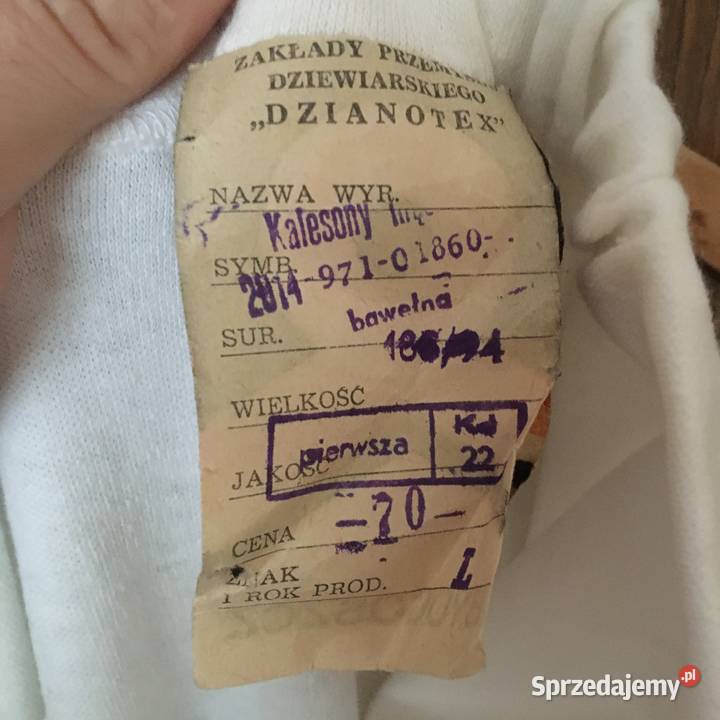 ZAKŁADY
DZIEWIARSKIEGO
„DZIANOTEX"
NAZWA WYR.
Kalesony
SYMB.
2014-971-01860-
SUR.
bawełna
WIELKOŚĆ
JAKOŚĆ
pierwsza
22
CENA
-70-
ZNAK
I ROK PROD.
Sprzedajemy.pl